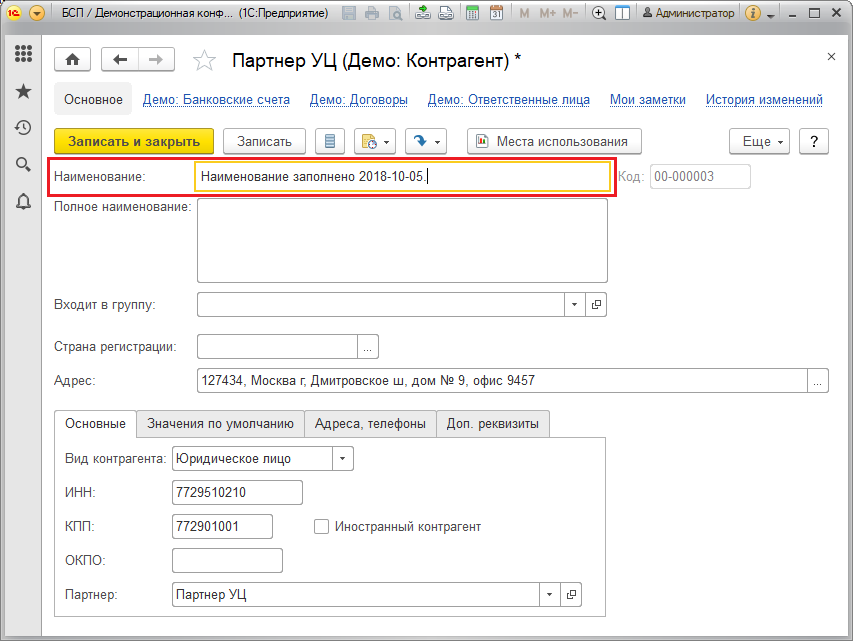 БСП / Демонстрационная конф... (1С:Предприятие) M M+ M- Администратор
Партнер УЦ (Демо: Контрагент) *
Основное Демо: Банковские счета Демо: Договоры Демо: Ответственные лица Мои заметки История изменений
Записать и закрыть Записать Места использования Еще ?
Наименование: Наименование заполнено 2018-10-05. Код: 00-000003
Полное наименование:
Входит в группу:
Страна регистрации: ...
Адрес: 127434, Москва г, Дмитровское ш, дом № 9, офис 9457 ...
Основные Значения по умолчанию Адреса, телефоны Доп. реквизиты
Вид контрагента: Юридическое лицо
ИНН: 7729510210
КПП: 772901001 Иностранный контрагент
ОКПО:
Партнер: Партнер УЦ